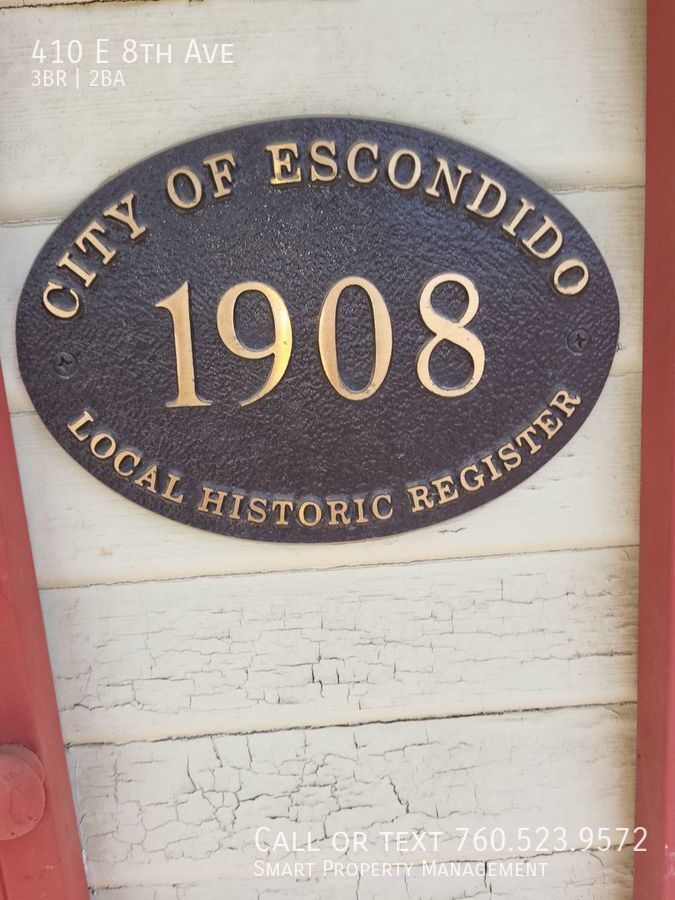 410 E 8th Ave
3BR | 2BA
CITY OF ESCONDIDO
1908
LOCAL HISTORIC REGISTER
Call or text 760.523.9572
Smart Property Management